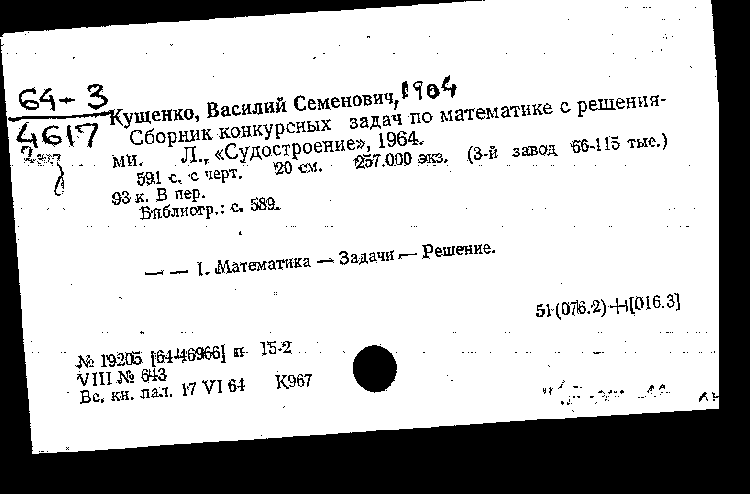 64-3
4617
Кущенко, Василий Семенович, 1904
Сборник конкурсных задач по математике с решения-
ми. Л., «Судостроение», 1964.
591 с. с черт. 20 см. 257.000 экз. (3-й завод 66-115 тыс.)
93 к. В пер.
Библиогр.: с. 589.
— — 1. Математика — Задачи — Решение.
51(076.2)+[016.3]
№ 19205 [64-46966] п 15-2
VIII № 643
Вс. кн. пал. 17 VI 64 К967